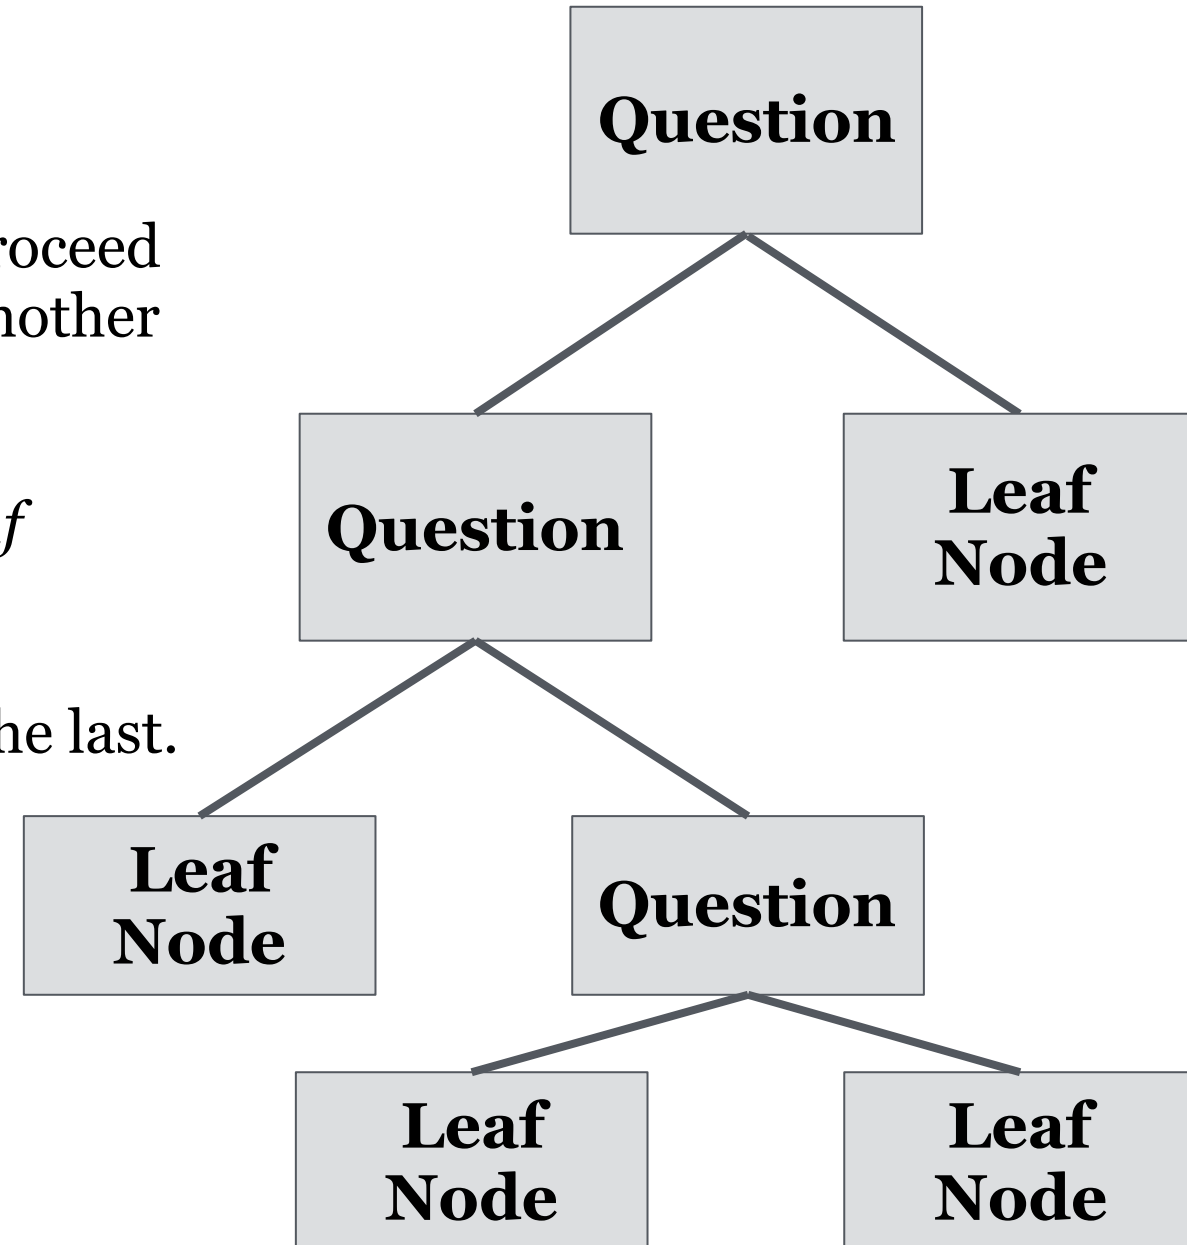 Question
roceed
nother
Question
Leaf
Node
f
he last.
Leaf
Node
Question
Leaf
Node
Leaf
Node